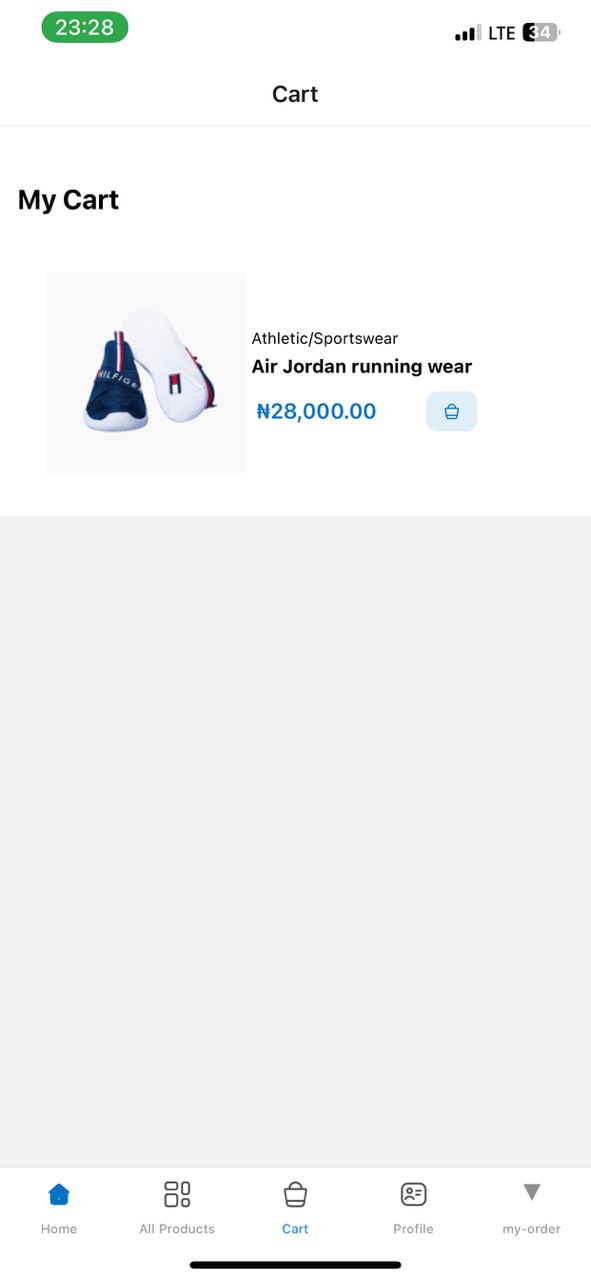 23:28
LTE 34
Cart
My Cart
HILFIGER
Athletic/Sportswear
Air Jordan running wear
₦28,000.00
Home
All Products
Cart
Profile
my-order